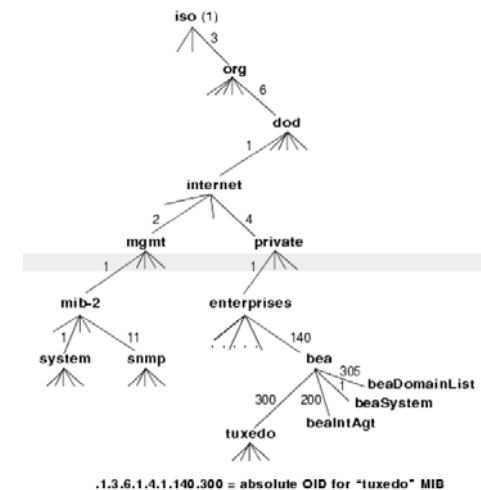 iso (1)
3
org
6
dod
1
internet
2 4
mgmt private
1 1
mib-2 enterprises
1 11 140
system snmp bea
305
1 beaDomainList
300 200 beaSystem
beaIntAgt
tuxedo
.1.3.6.1.4.1.140.300 = absolute OID for "tuxedo" MIB